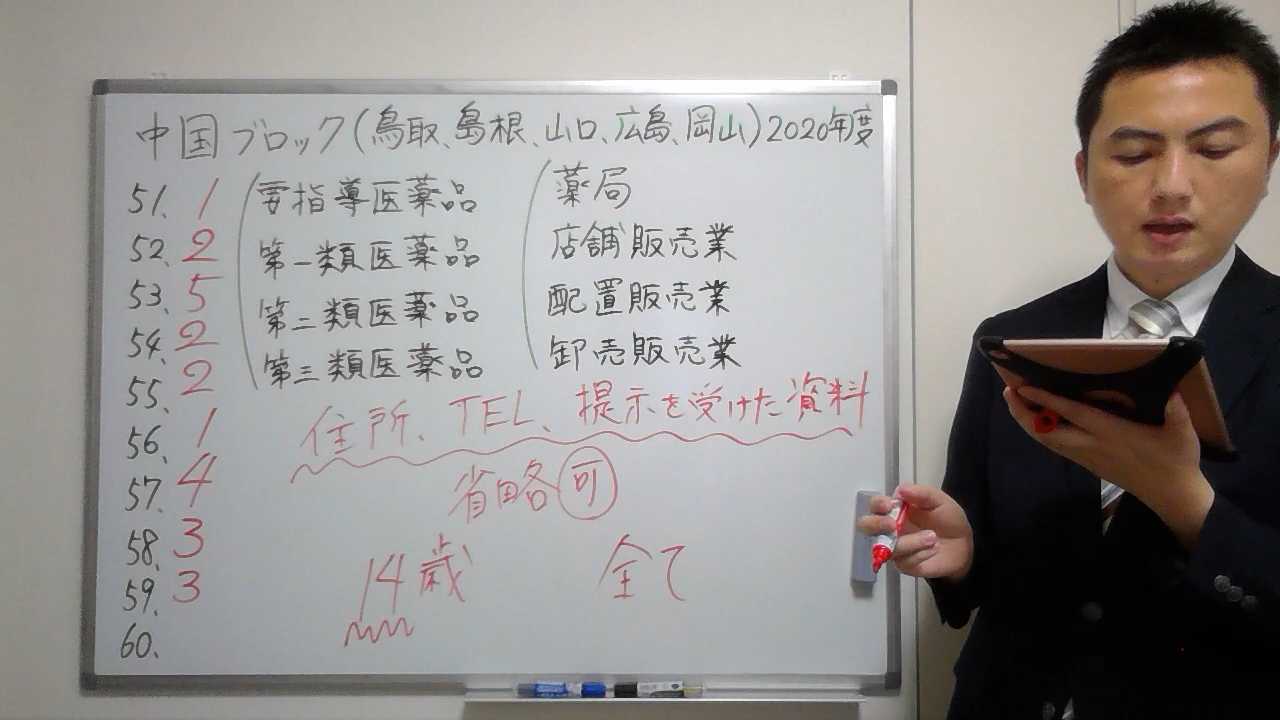 中国ブロック(鳥取、島根、山口、広島、岡山)2020年度
51. 1
52. 2
53. 5
54. 2
55. 2
56. 1
57. 4
58. 3
59. 3
60.
要指導医薬品
第一類医薬品
第二類医薬品
第三類医薬品
薬局
店舗販売業
配置販売業
卸売販売業
住所、TEL、提示を受けた資料
省略可
14歳 全て